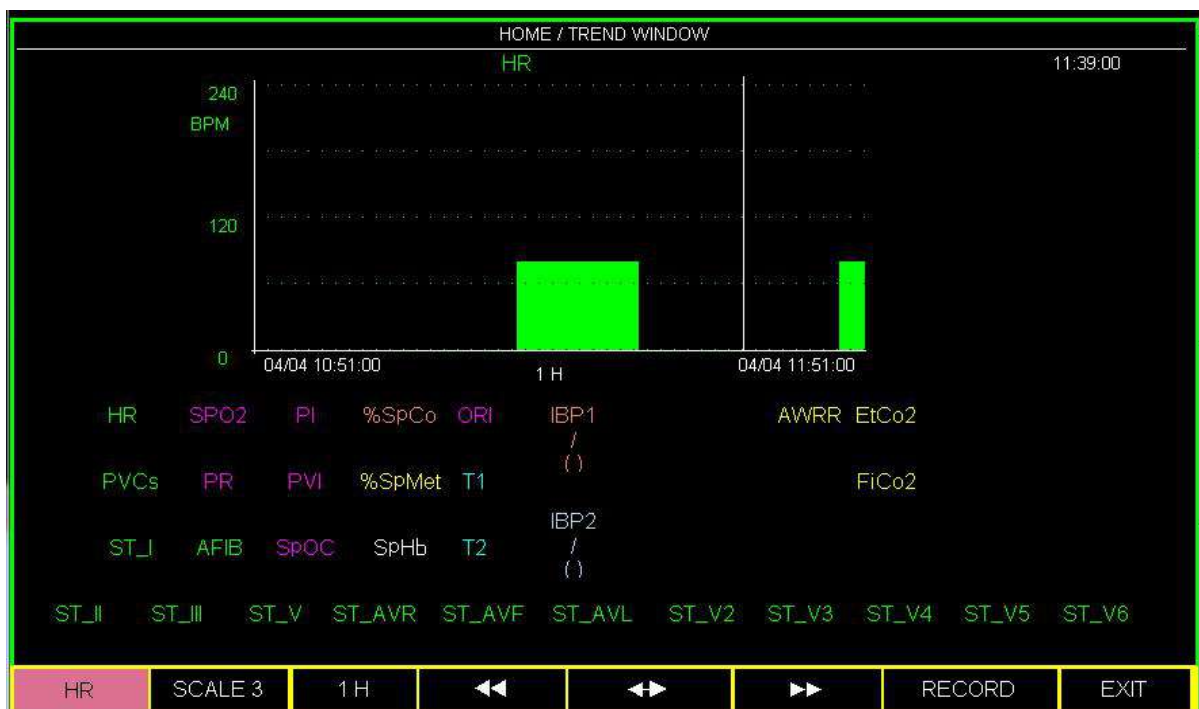 HOME / TREND WINDOW
HR 11:39:00
240
BPM
120
0
04/04 10:51:00 1 H 04/04 11:51:00
HR SPO2 PI %SpCo ORI IBP1 AWRR EtCo2
/
( )
PVCs PR PVI %SpMet T1 FiCo2
IBP2
/
ST_I AFIB SpOC SpHb T2
( )
ST_II ST_III ST_V ST_AVR ST_AVF ST_AVL ST_V2 ST_V3 ST_V4 ST_V5 ST_V6
HR SCALE 3 1 H RECORD EXIT